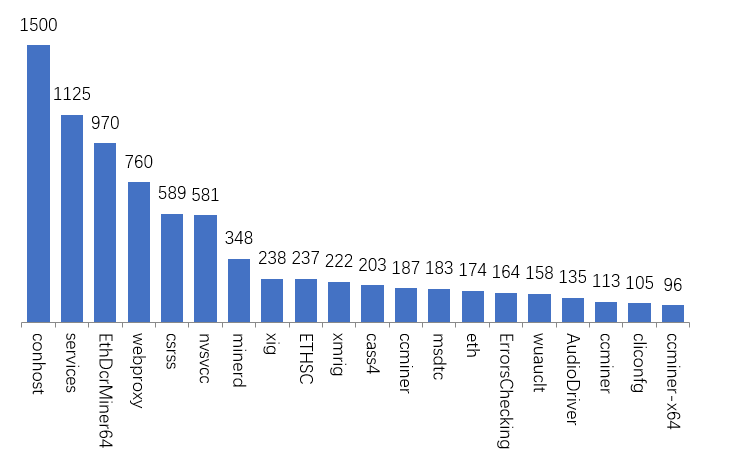 1500
1125
970
760
589
581
348
238
237
222
203
187
183
174
164
158
135
113
105
96
conhost
services
EthDcrMiner64
webproxy
csrss
nvsvcc
minerd
xig
ETHSC
xmrig
cass4
ccminer
msdtc
eth
ErrorsChecking
wuauclt
AudioDriver
ccminer
cliconfg
ccminer-x64